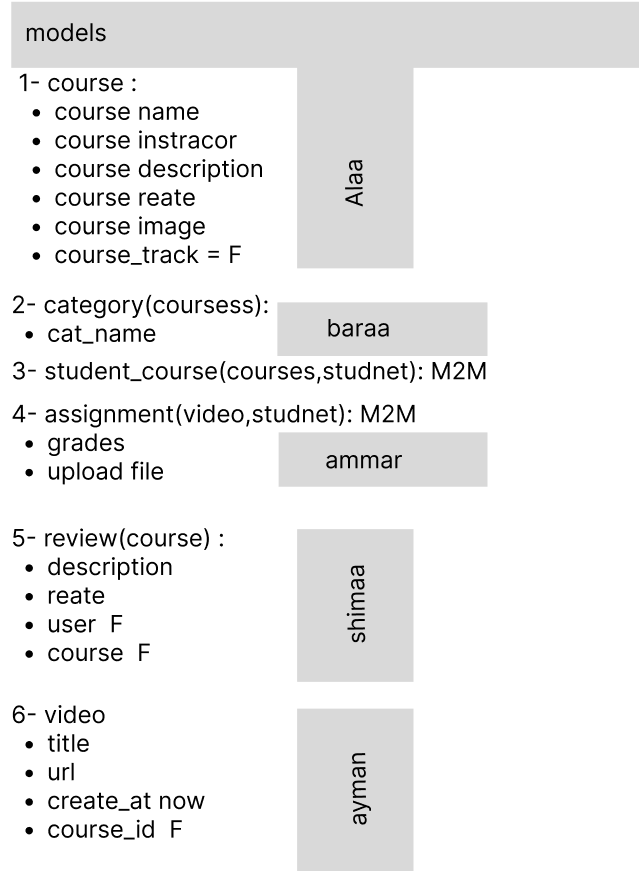 models
1- course :
• course name
• course instracor
• course description
• course reate
• course image
• course_track = F
Alaa
2- category(coursess):
• cat_name
baraa
3- student_course(courses,studnet): M2M
4- assignment(video,studnet): M2M
• grades
• upload file
ammar
5- review(course) :
• description
• reate
• user F
• course F
shimaa
6- video
• title
• url
• create_at now
• course_id F
ayman